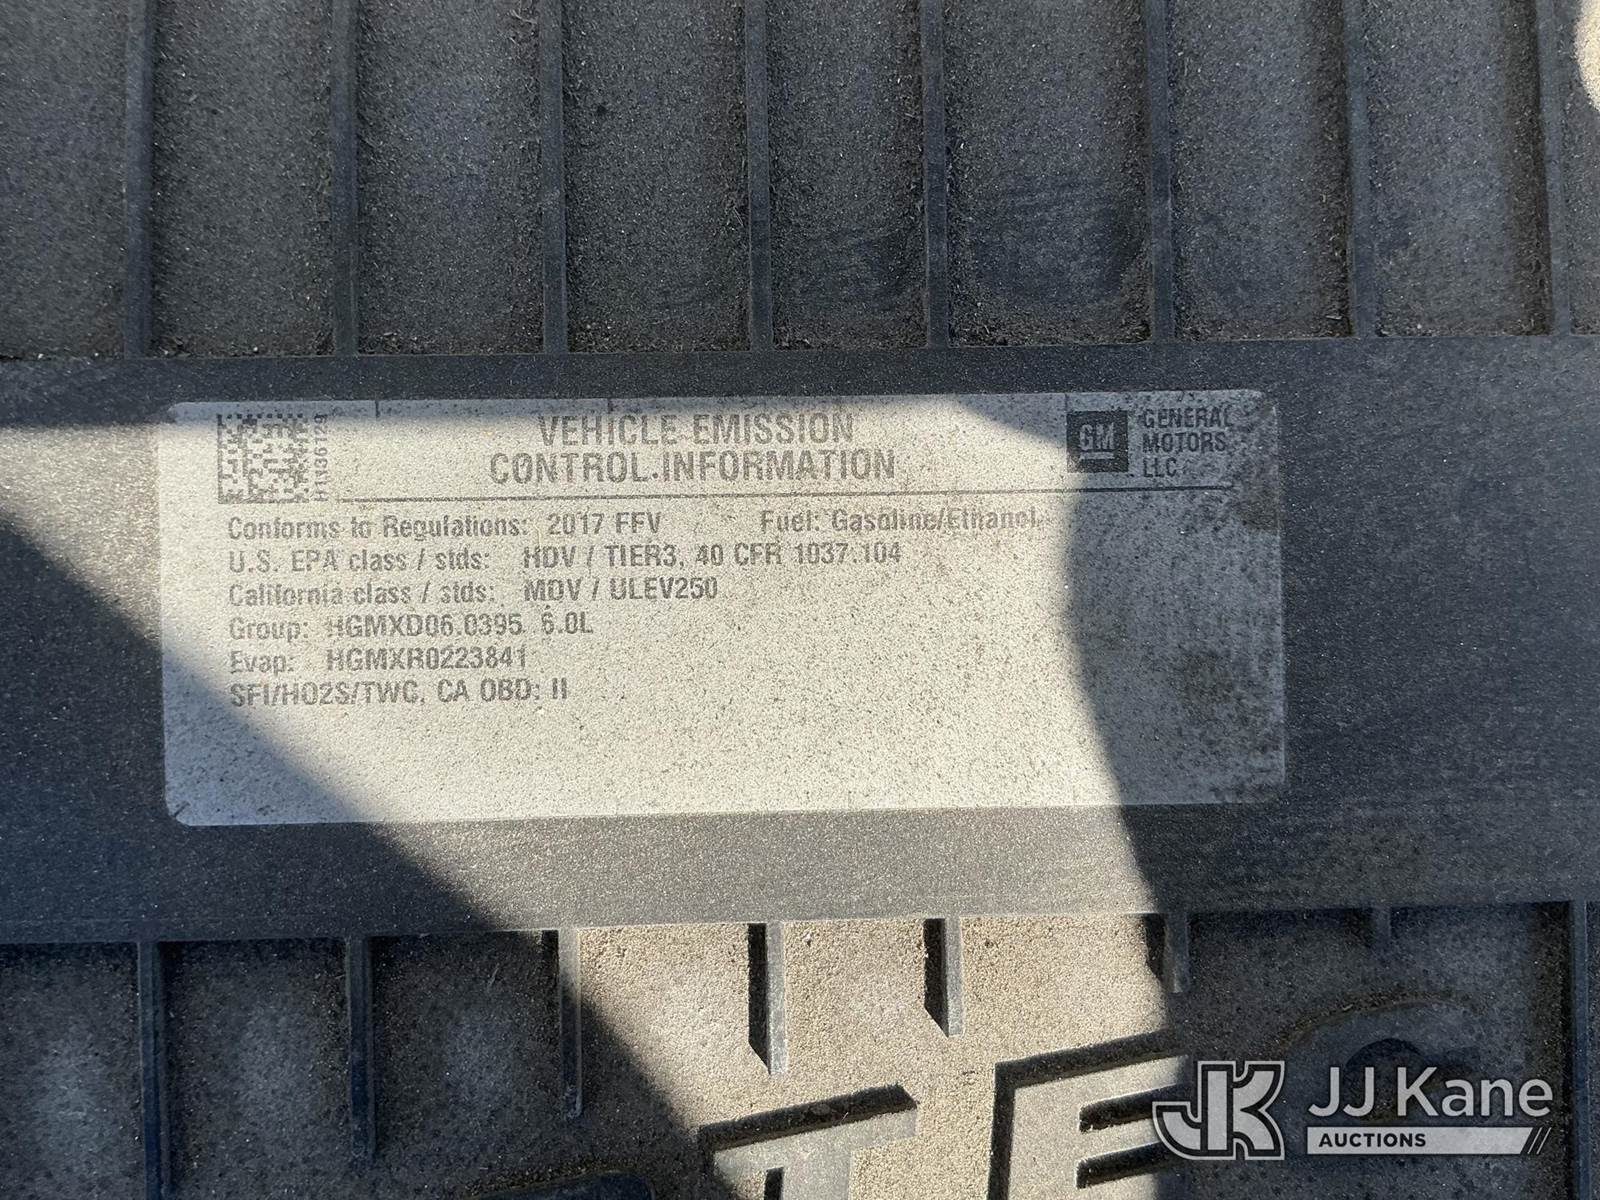 VEHICLE EMISSION
CONTROL INFORMATION
GM
GENERAL
MOTORS
LLC
Conforms to Regulations: 2017 FFV Fuel: Gasoline/Ethanol
U.S. EPA class / stds: HDV / TIER3, 40 CFR 1037.104
California class / stds: MDV / ULEV250
Group: HGMXD06.0395 6.0L
Evap: HGMXR0223841
SFI/HO2S/TWC, CA OBD: II
JJ Kane
AUCTIONS